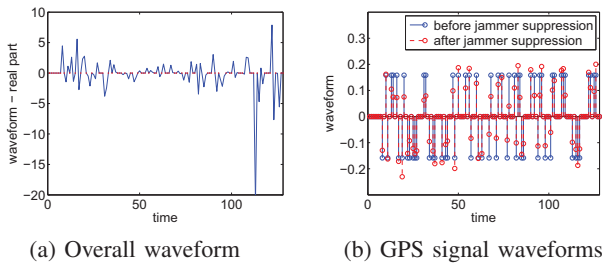 10
5
0
−5
−10
−15
−20
waveform − real part
0
50
100
time
(a) Overall waveform
before jammer suppression
after jammer suppression
0.4
0.3
0.2
0.1
0
−0.1
−0.2
waveform
0
50
100
time
(b) GPS signal waveforms